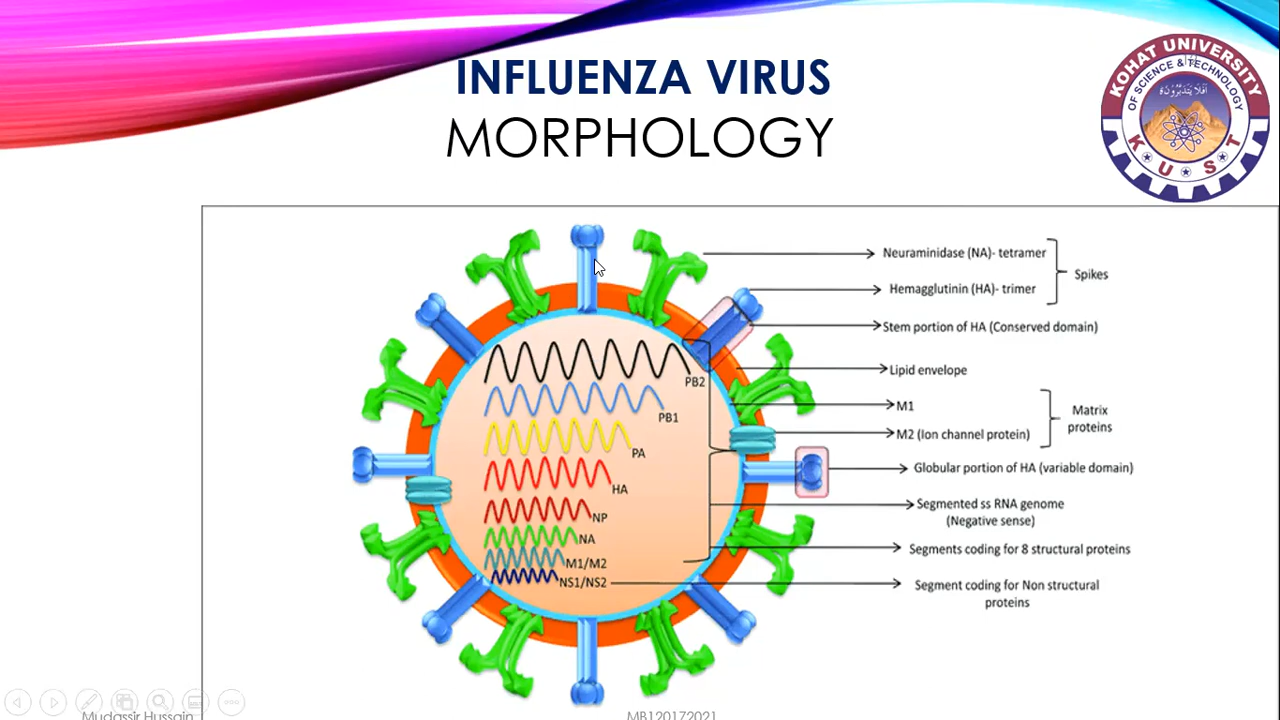 INFLUENZA VIRUS
MORPHOLOGY
KOHAT UNIVERSITY
OF SCIENCE & TECHNOLOGY
K U S T
Neuraminidase (NA)- tetramer
Spikes
Hemagglutinin (HA)- trimer
Stem portion of HA (Conserved domain)
Lipid envelope
M1
Matrix
proteins
M2 (Ion channel protein)
Globular portion of HA (variable domain)
Segmented ss RNA genome
(Negative sense)
Segments coding for 8 structural proteins
Segment coding for Non structural
proteins
PB2
PB1
PA
HA
NP
NA
M1/M2
NS1/NS2
Mudassir Hussain
MB120172021